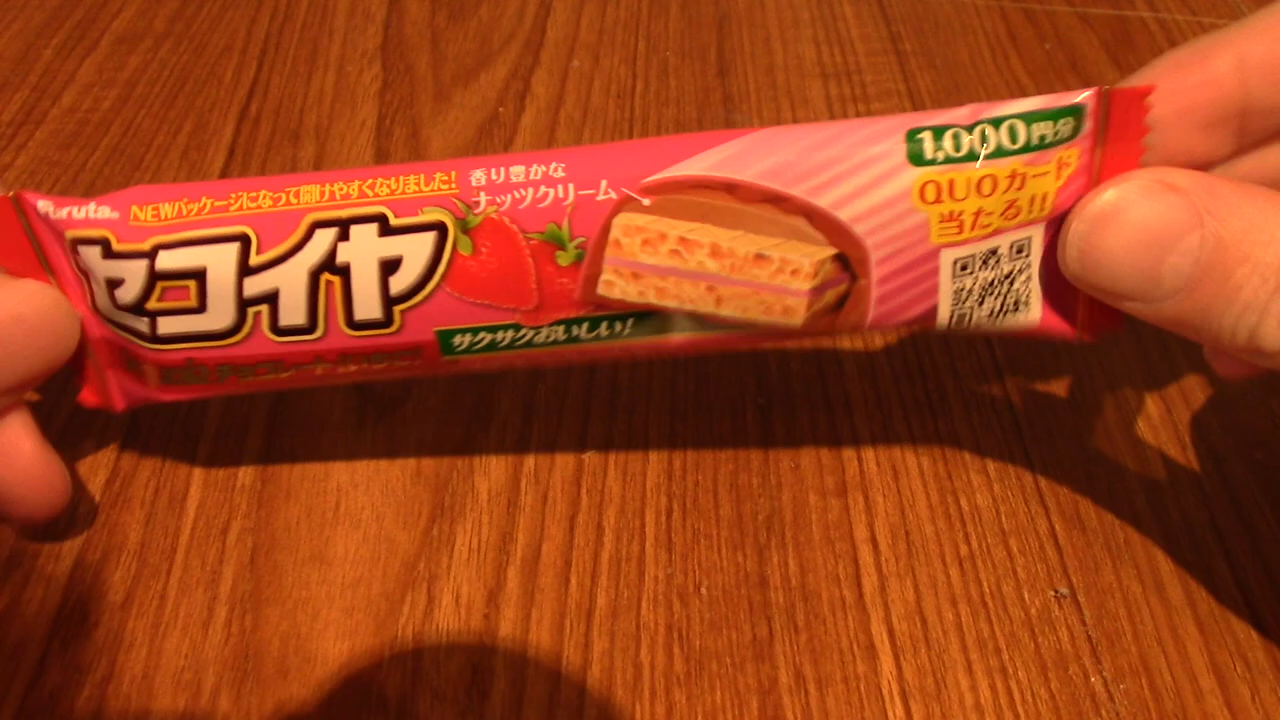 Furuta
NEWパッケージになって開けやすくなりました!
セコイヤ
香り豊かな
ナッツクリーム
サクサクおいしい!
1,000円分
QUOカード
当たる!!